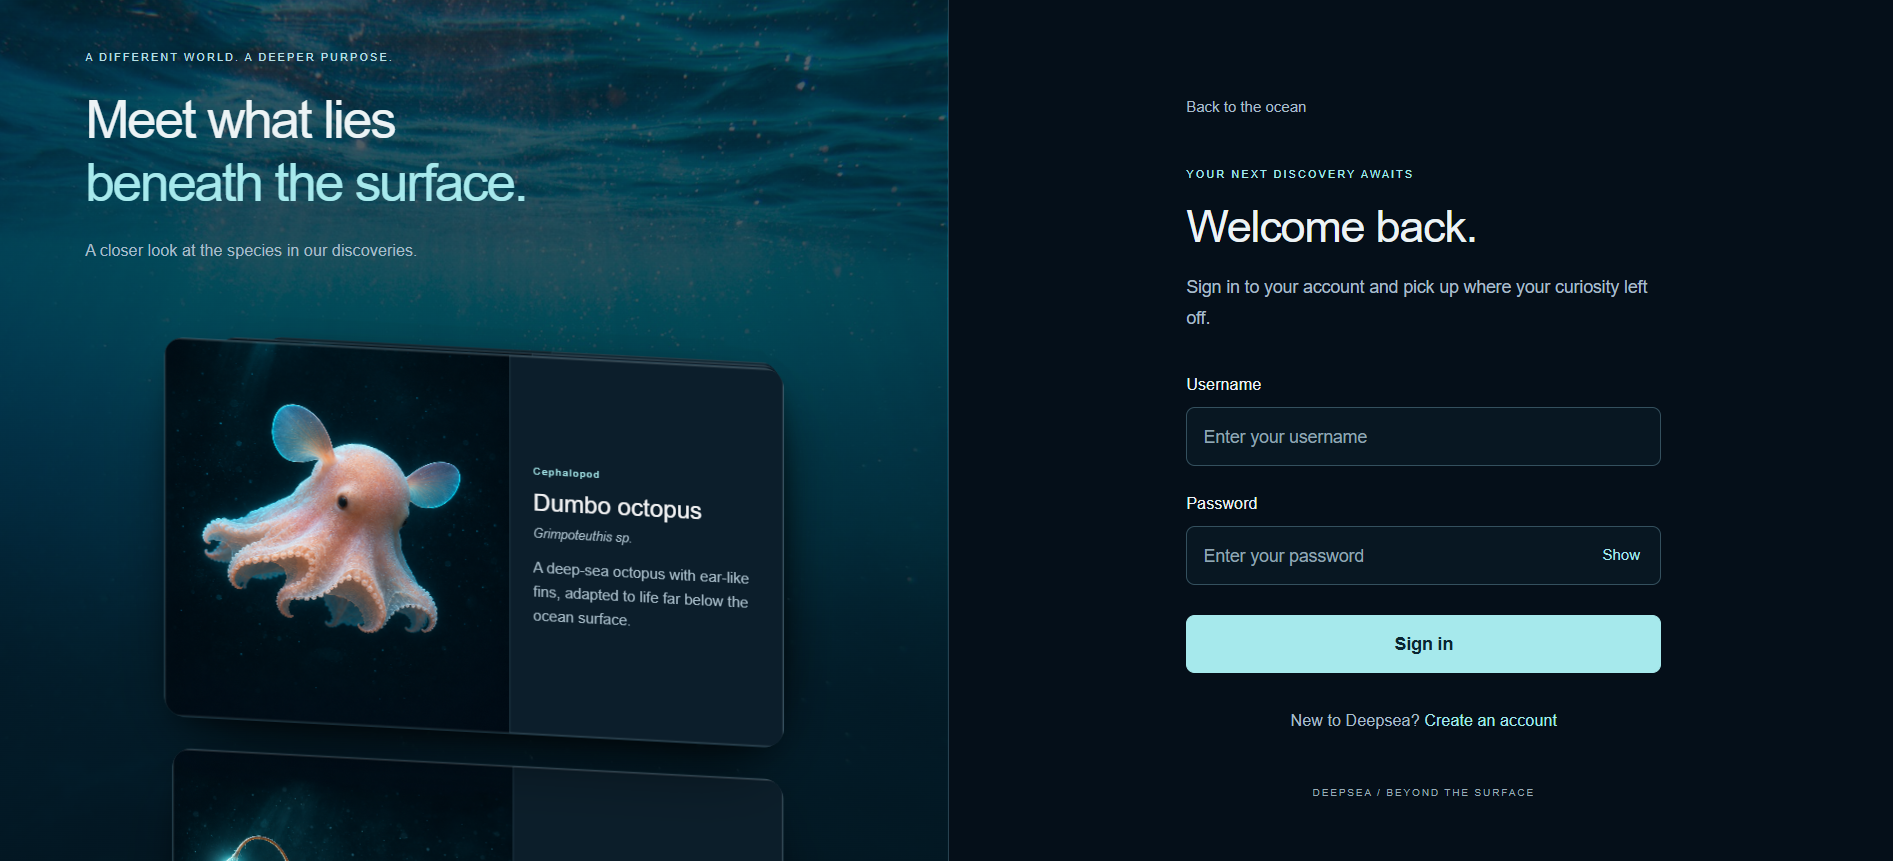 A DIFFERENT WORLD. A DEEPER PURPOSE.
Meet what lies
beneath the surface.
A closer look at the species in our discoveries.
Cephalopod
Dumbo octopus
Grimpoteuthis sp.
A deep-sea octopus with ear-like
fins, adapted to life far below the
ocean surface.
Back to the ocean
YOUR NEXT DISCOVERY AWAITS
Welcome back.
Sign in to your account and pick up where your curiosity left
off.
Username
Enter your username
Password
Enter your password
Show
Sign in
New to Deepsea? Create an account
DEEPSEA / BEYOND THE SURFACE